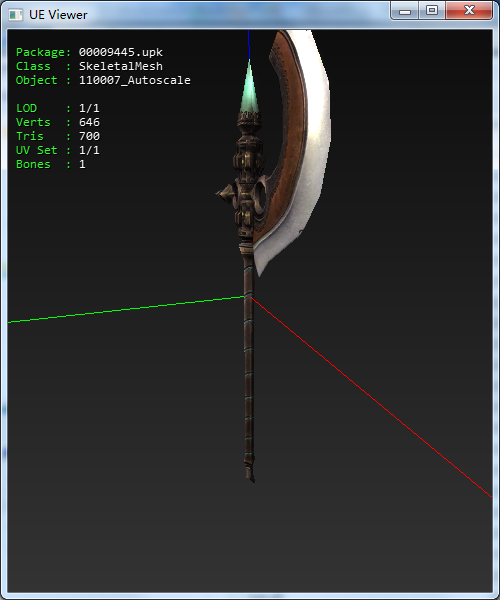 UE Viewer
Package: 00009445.upk
Class  : SkeletalMesh
Object : 110007_Autoscale
LOD    : 1/1
Verts  : 646
Tris   : 700
UV Set : 1/1
Bones  : 1